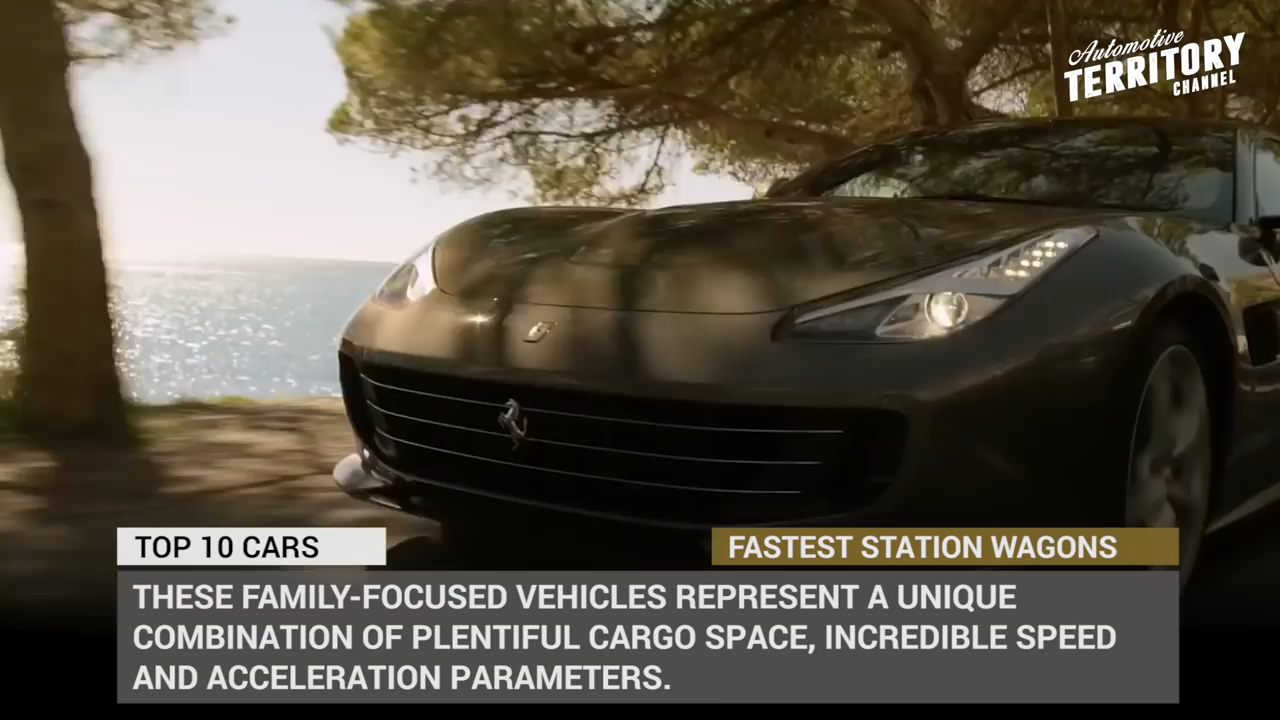 Automotive
TERRITORY
CHANNEL
TOP 10 CARS
FASTEST STATION WAGONS
THESE FAMILY-FOCUSED VEHICLES REPRESENT A UNIQUE
COMBINATION OF PLENTIFUL CARGO SPACE, INCREDIBLE SPEED
AND ACCELERATION PARAMETERS.